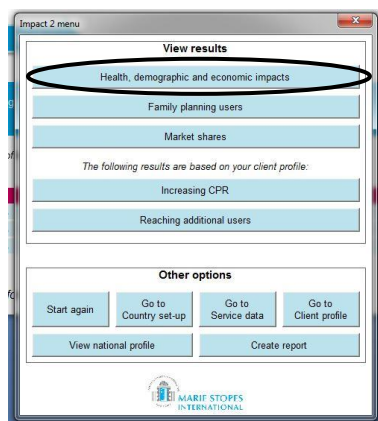 Impact 2 menu
View results
Health, demographic and economic impacts
Family planning users
Market shares
The following results are based on your client profile:
Increasing CPR
Reaching additional users
Other options
Start again
Go to
Country set-up
Go to
Service data
Go to
Client profile
View national profile
Create report
MARIE STOPES
INTERNATIONAL